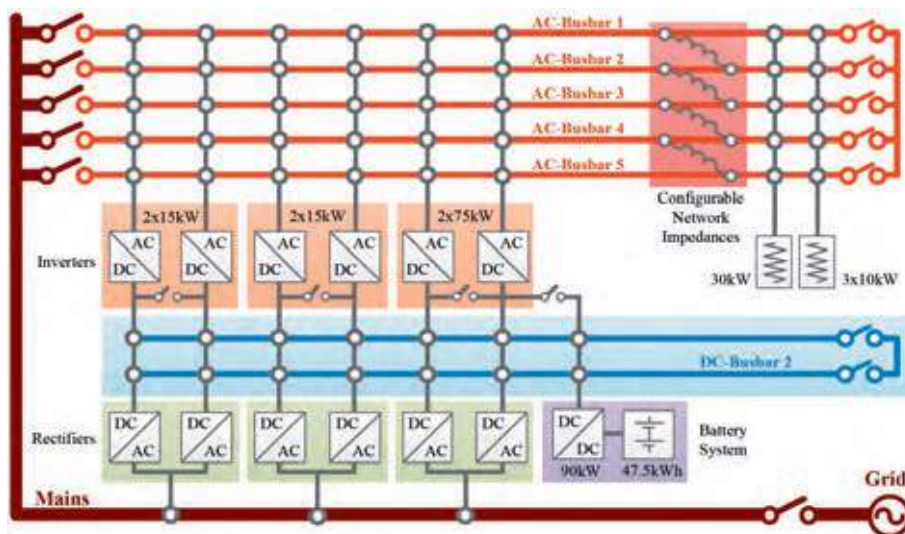 AC-Busbar 1
AC-Busbar 2
AC-Busbar 3
AC-Busbar 4
AC-Busbar 5
Configurable
Network
Impedances
2x15kW
2x15kW
2x75kW
Inverters
AC
DC
AC
DC
AC
DC
AC
DC
AC
DC
AC
DC
30kW
3x10kW
DC-Busbar 2
Rectifiers
DC
AC
DC
AC
DC
AC
DC
AC
DC
AC
DC
AC
DC
DC
90kW
47.5kWh
Battery
System
Mains
Grid